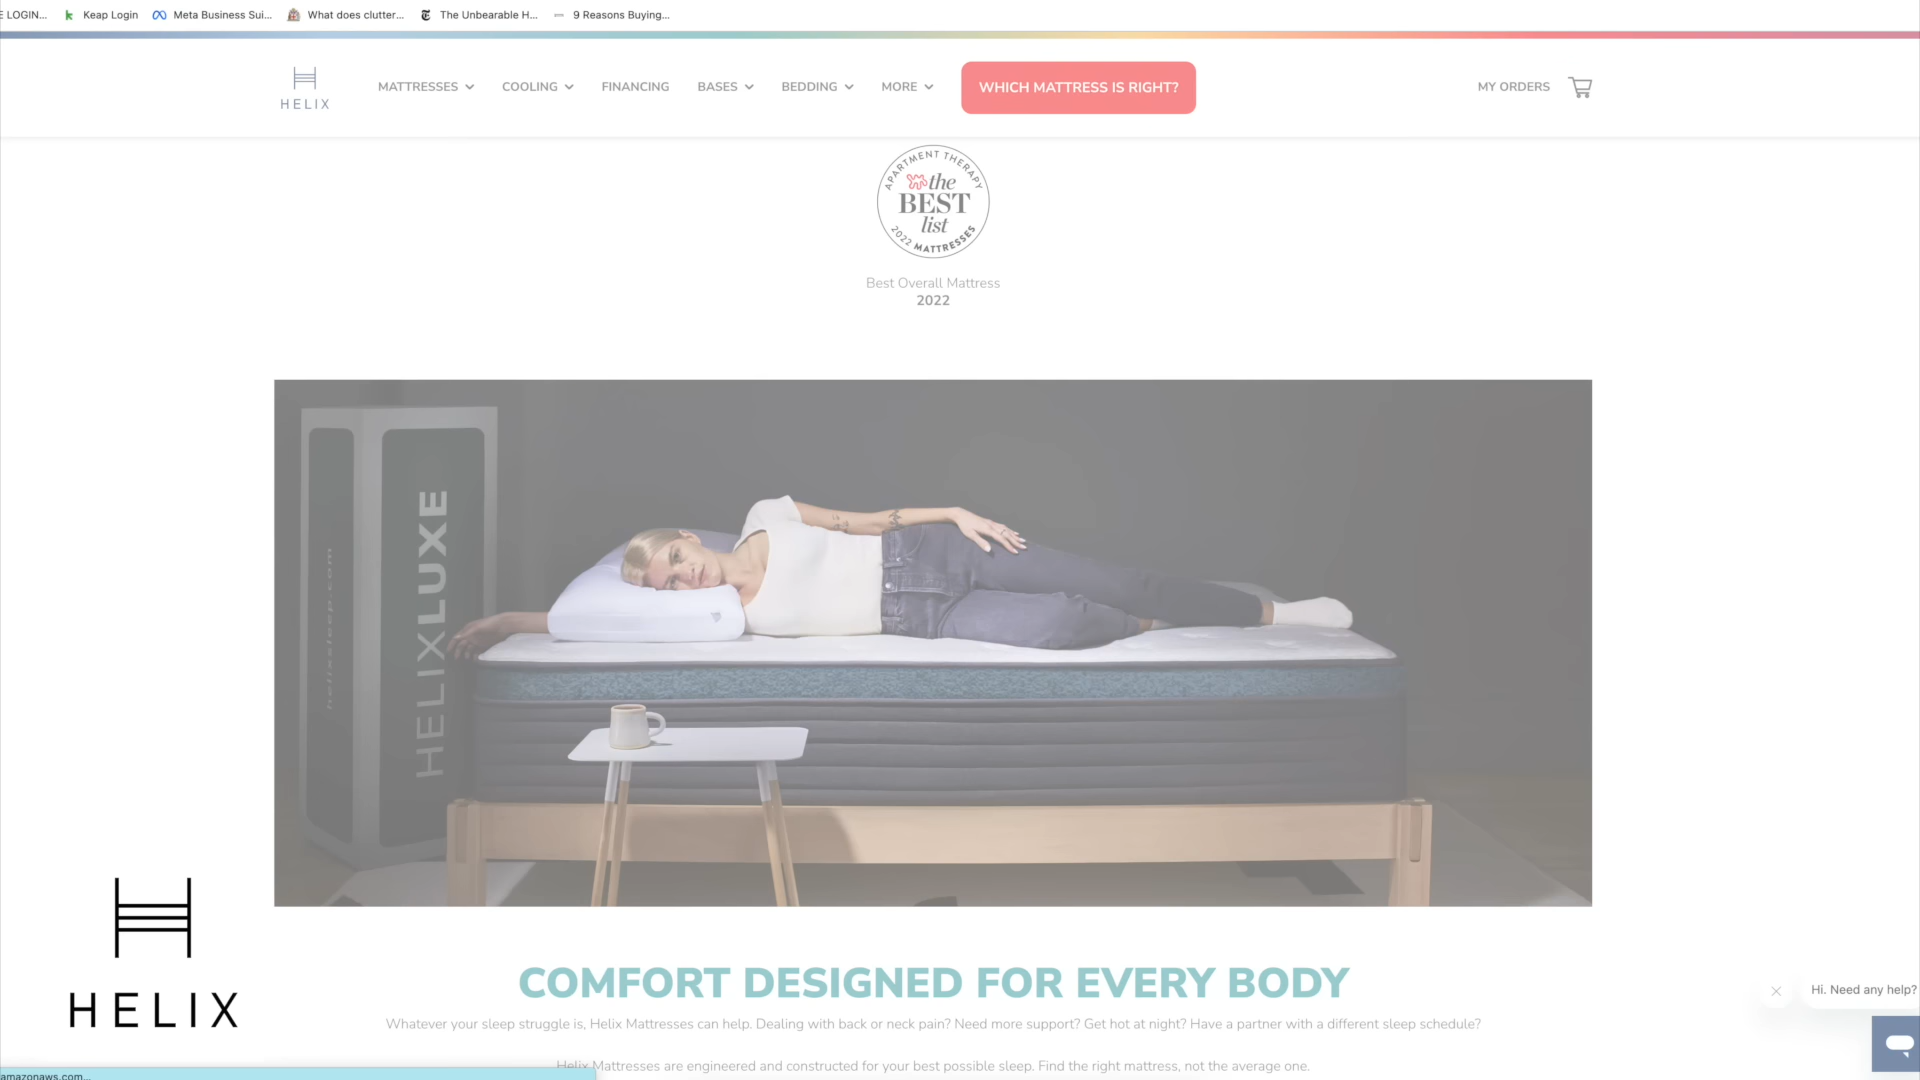 E LOGIN...
Keap Login
Meta Business Sui...
What does clutter...
The Unbearable H...
9 Reasons Buying...
HELIX
MATTRESSES
COOLING
FINANCING
BASES
BEDDING
MORE
WHICH MATTRESS IS RIGHT?
MY ORDERS
APARTMENT THERAPY
the
BEST
list
2022 MATTRESSES
Best Overall Mattress
2022
helixsleep.com
HELIXLUXE
HELIX
COMFORT DESIGNED FOR EVERY BODY
Whatever your sleep struggle is, Helix Mattresses can help. Dealing with back or neck pain? Need more support? Get hot at night? Have a partner with a different sleep schedule?
Helix Mattresses are engineered and constructed for your best possible sleep. Find the right mattress, not the average one.
Hi. Need any help?
amazonaws.com...